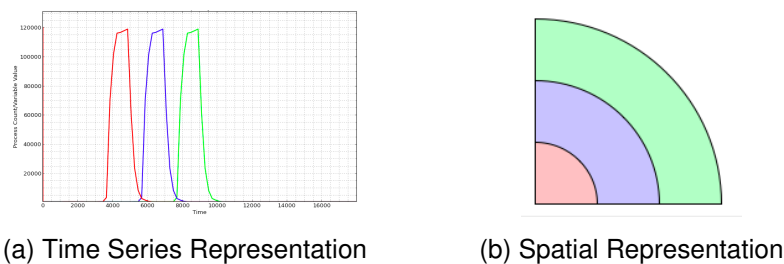 120000
100000
80000
60000
40000
20000
Process Count/Variable Value
0 2000 4000 6000 8000 10000 12000 14000 16000
Time
(a) Time Series Representation
(b) Spatial Representation